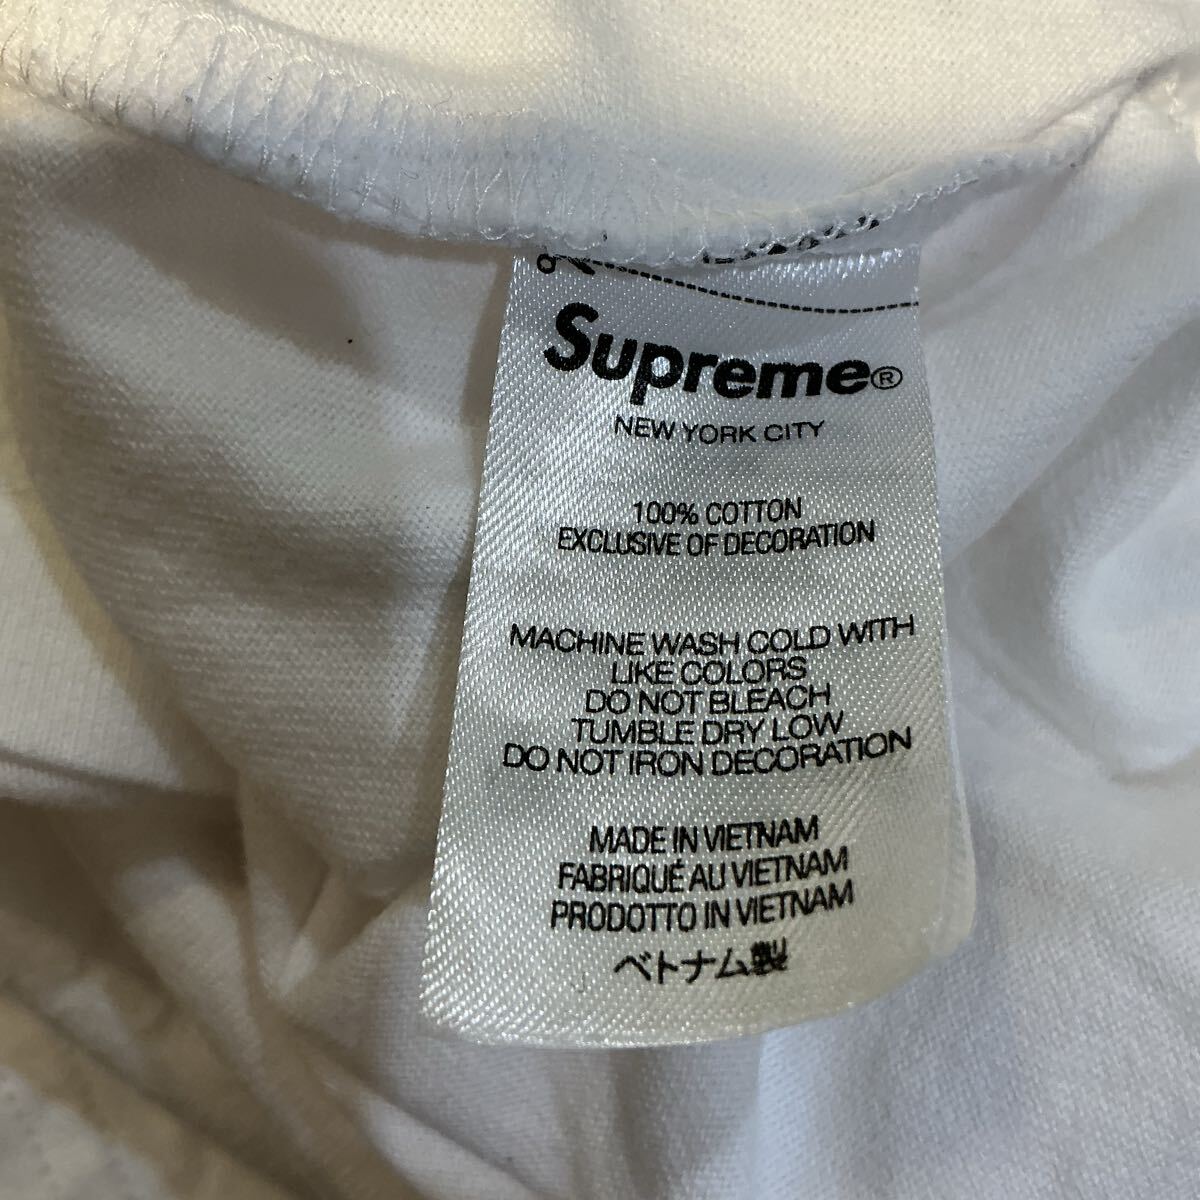 Supreme®
NEW YORK CITY
100% COTTON
EXCLUSIVE OF DECORATION
MACHINE WASH COLD WITH
LIKE COLORS
DO NOT BLEACH
TUMBLE DRY LOW
DO NOT IRON DECORATION
MADE IN VIETNAM
FABRIQUÉ AU VIETNAM
PRODOTTO IN VIETNAM
ベトナム製